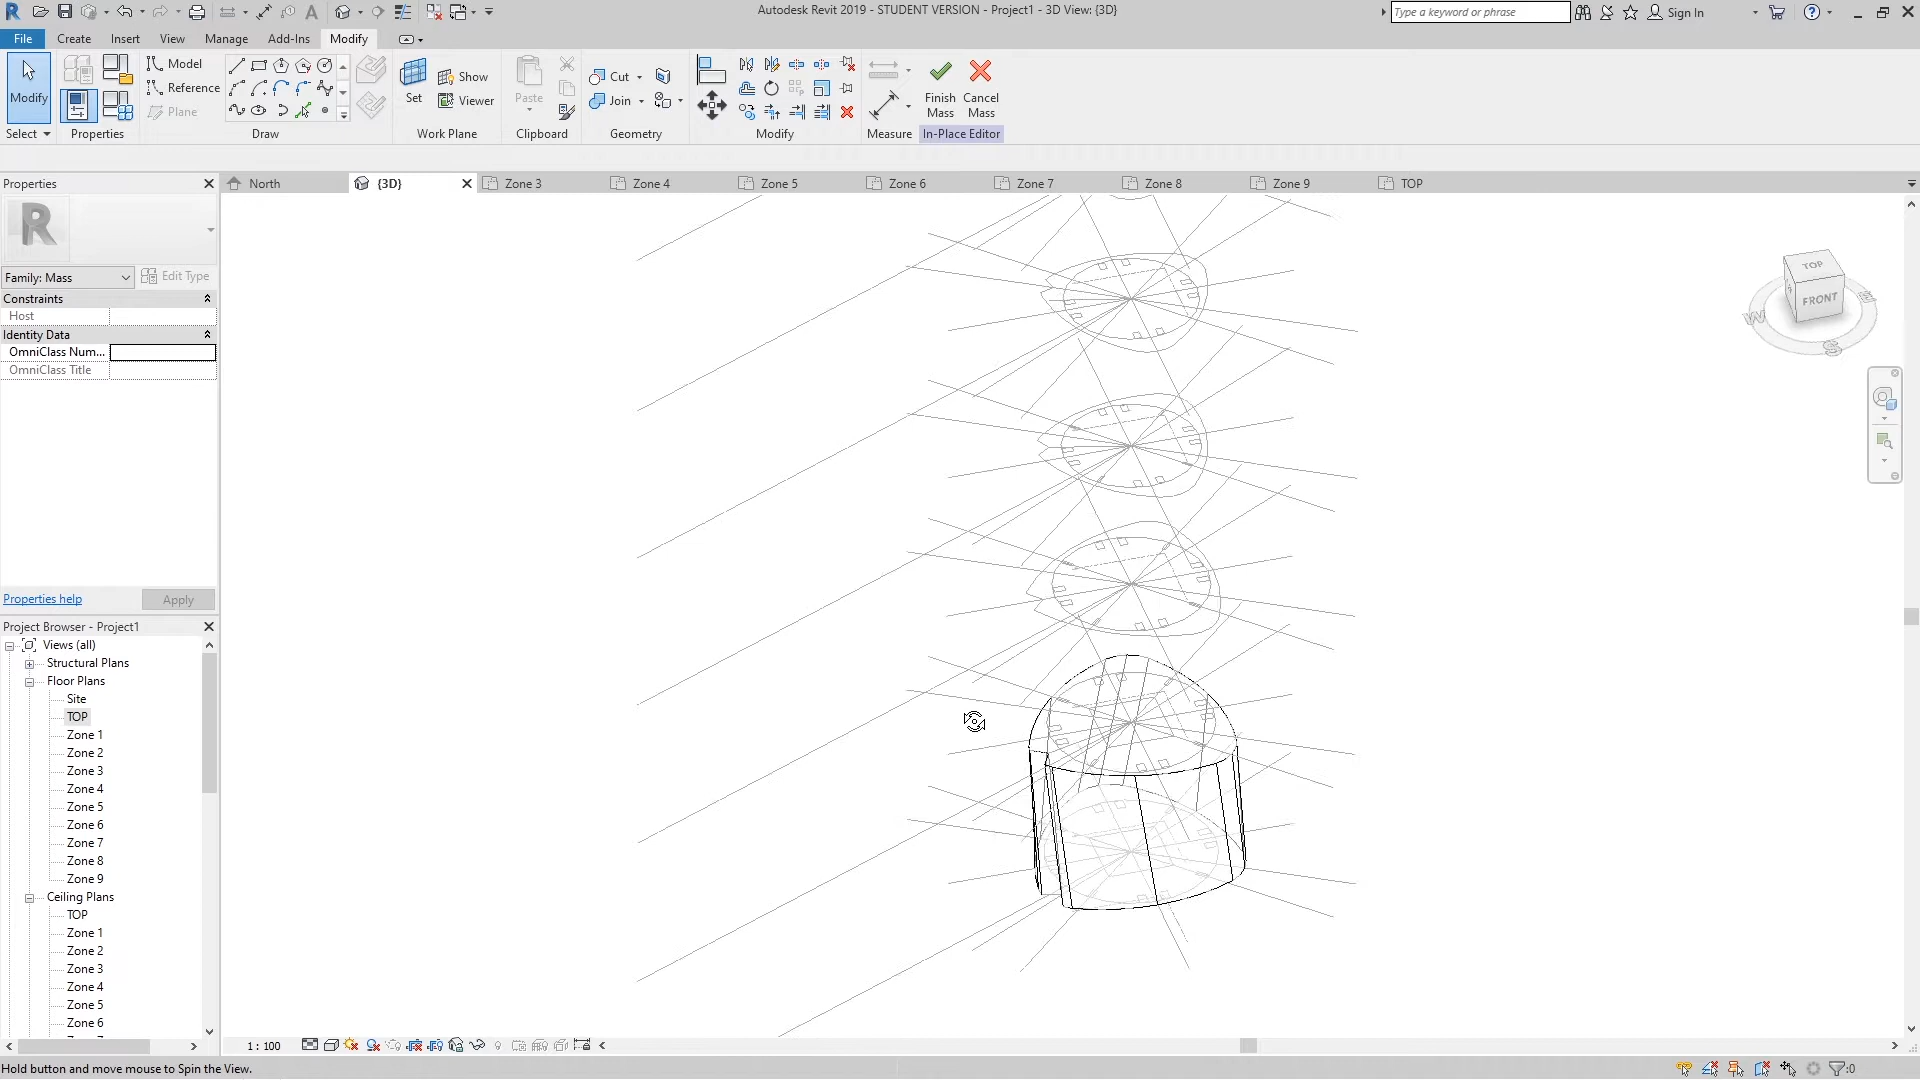 Autodesk Revit 2019 - STUDENT VERSION - Project1 - 3D View: {3D}
Type a keyword or phrase
Sign In
File Create Insert View Manage Add-Ins Modify
Modify
Select
Properties
Model
Reference
Plane
Draw
Set
Show
Viewer
Work Plane
Paste
Clipboard
Cut
Join
Geometry
Modify
Measure
Finish Mass
Cancel Mass
In-Place Editor
Properties
North
{3D}
Zone 3
Zone 4
Zone 5
Zone 6
Zone 7
Zone 8
Zone 9
TOP
Family: Mass
Edit Type
Constraints
Host
Identity Data
OmniClass Num...
OmniClass Title
TOP
FRONT
W
S
Properties help
Apply
Project Browser - Project1
Views (all)
Structural Plans
Floor Plans
Site
TOP
Zone 1
Zone 2
Zone 3
Zone 4
Zone 5
Zone 6
Zone 7
Zone 8
Zone 9
Ceiling Plans
TOP
Zone 1
Zone 2
Zone 3
Zone 4
Zone 5
Zone 6
1 : 100
Hold button and move mouse to Spin the View.
:0